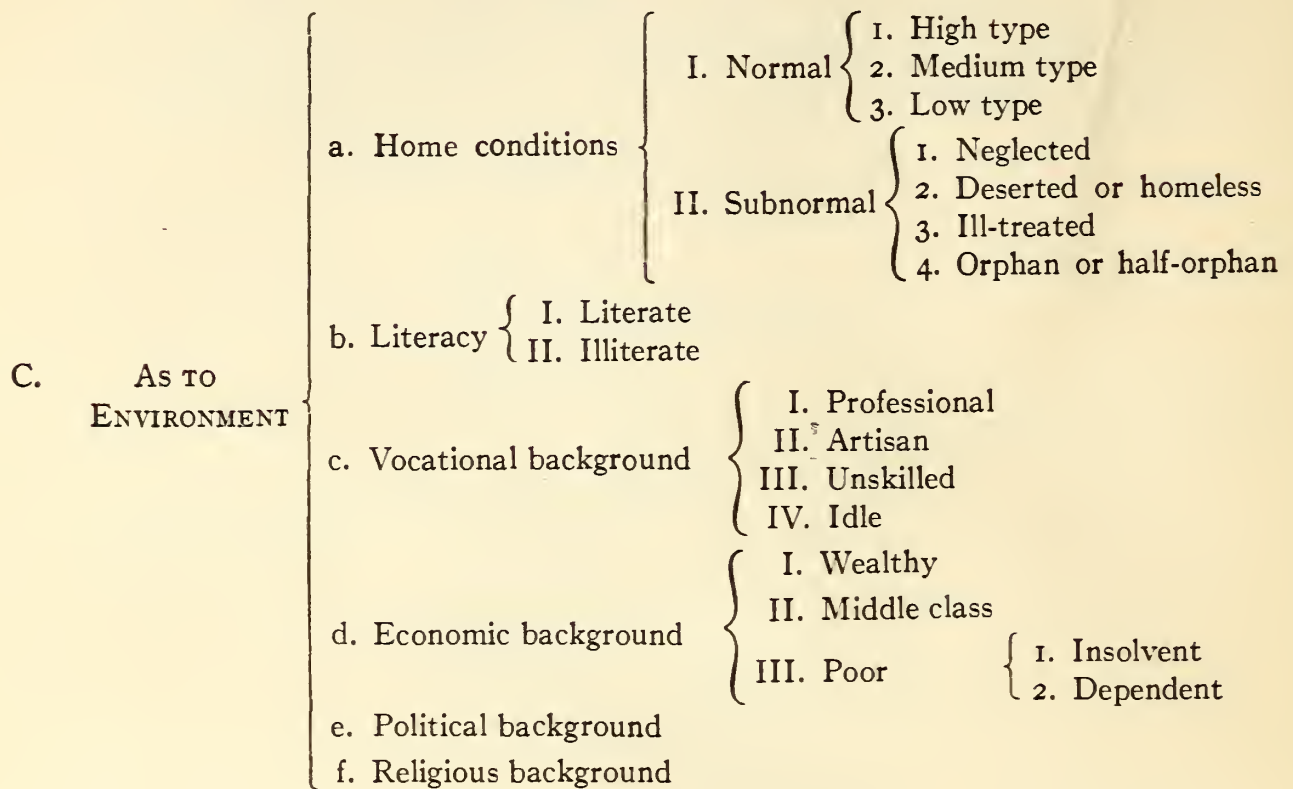 C. As to
Environment
a. Home conditions
I. Normal
1. High type
2. Medium type
3. Low type
II. Subnormal
1. Neglected
2. Deserted or homeless
3. Ill-treated
4. Orphan or half-orphan
b. Literacy
I. Literate
II. Illiterate
c. Vocational background
I. Professional
II. Artisan
III. Unskilled
IV. Idle
d. Economic background
I. Wealthy
II. Middle class
III. Poor
1. Insolvent
2. Dependent
e. Political background
f. Religious background